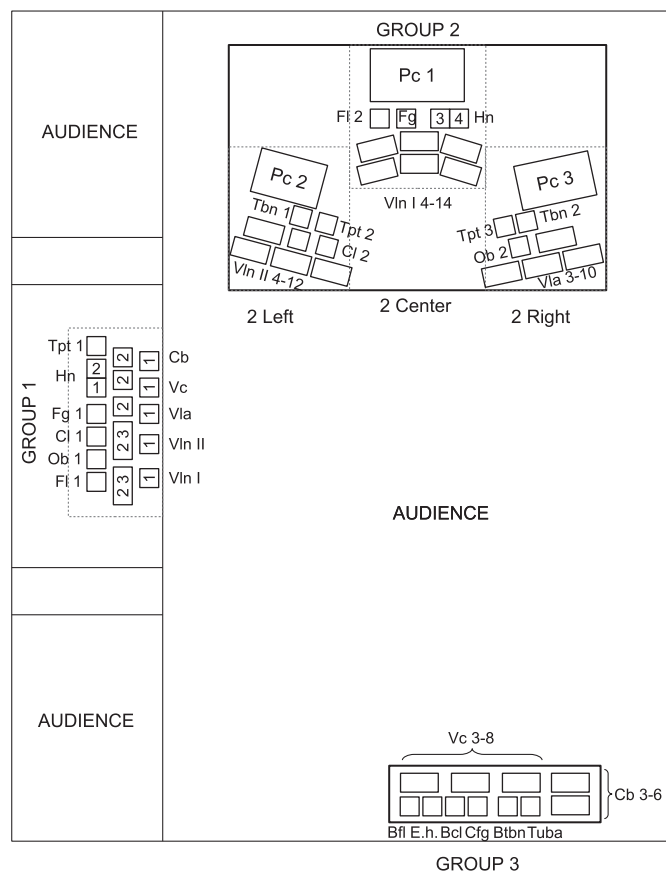 GROUP 2
Pc 1
Fl 2
Fg
3 4 Hn
AUDIENCE
Pc 2
Pc 3
Tbn 1
Tpt 2
Cl 2
Vln II 4-12
Vln I 4-14
Tpt 3
Tbn 2
Ob 2
Vla 3-10
2 Left
2 Center
2 Right
GROUP 1
Tpt 1
Hn
2
1
Fg 1
Cl 1
Ob 1
Fl 1
2
2
2
2 3
2 3
1 Cb
1 Vc
1 Vla
1 Vln II
1 Vln I
AUDIENCE
AUDIENCE
Vc 3-8
Cb 3-6
Bfl E.h. Bcl Cfg Btbn Tuba
GROUP 3